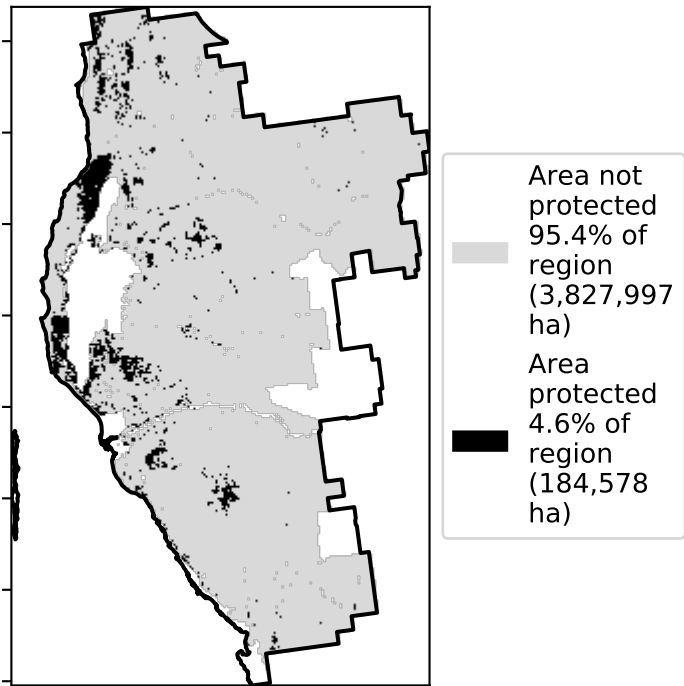 Area not
protected
95.4% of
region
(3,827,997
ha)
Area
protected
4.6% of
region
(184,578
ha)